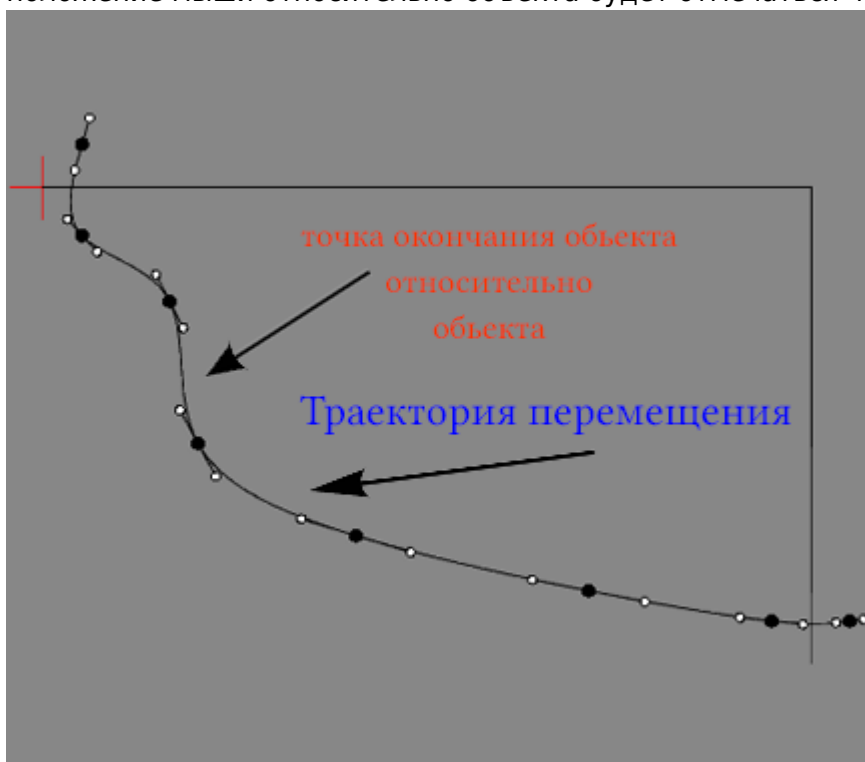 точка окончания обьекта
относительно
обьекта
Траектория перемещения